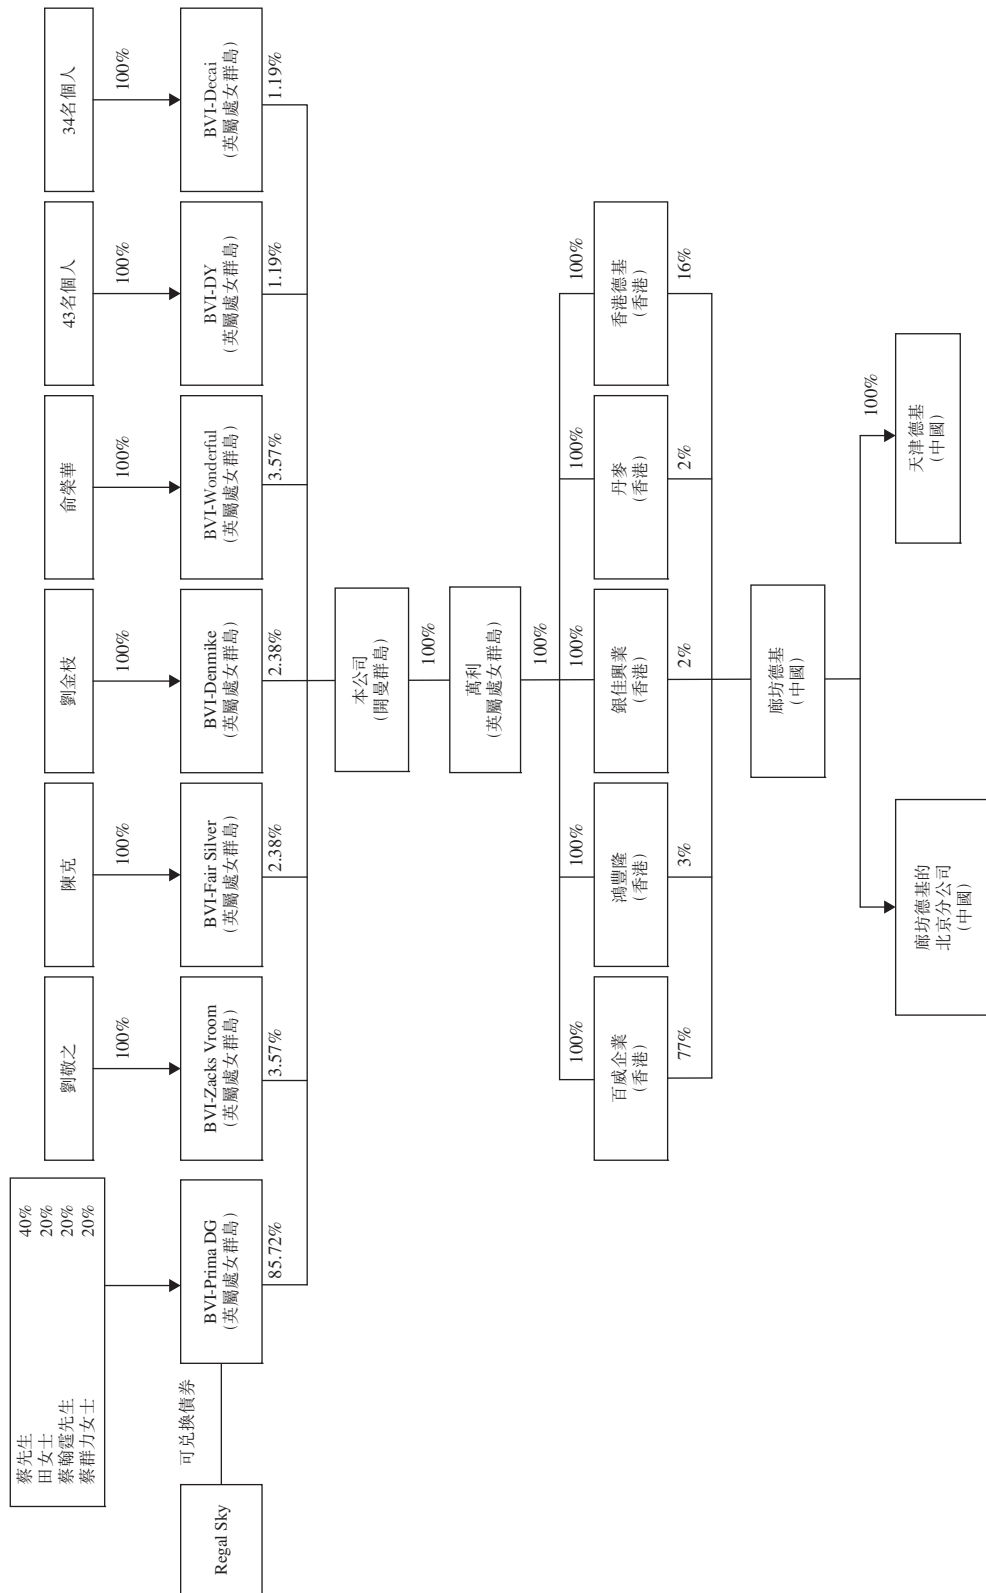 蔡先生 40%
田女士 20%
蔡翰霆先生 20%
蔡群力女士 20%
劉敬之
陳克
劉金枝
俞榮華
43名個人
34名個人
100%
100%
100%
100%
100%
100%
Regal Sky
可兌換債券
BVI-Prima DG
(英屬處女群島)
BVI-Zacks Vroom
(英屬處女群島)
BVI-Fair Silver
(英屬處女群島)
BVI-Denmike
(英屬處女群島)
BVI-Wonderful
(英屬處女群島)
BVI-DY
(英屬處女群島)
BVI-Decai
(英屬處女群島)
85.72%
3.57%
2.38%
2.38%
3.57%
1.19%
1.19%
本公司
(開曼群島)
100%
萬利
(英屬處女群島)
100%
100%
100%
100%
100%
100%
百威企業
(香港)
鴻豐隆
(香港)
銀佳興業
(香港)
丹麥
(香港)
香港德基
(香港)
77%
3%
2%
2%
16%
廊坊德基
(中國)
100%
廊坊德基的
北京分公司
(中國)
天津德基
(中國)